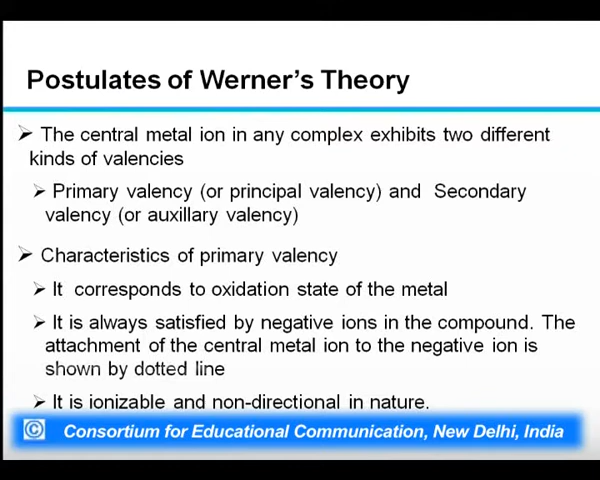 Postulates of Werner's Theory
➢ The central metal ion in any complex exhibits two different
kinds of valencies
➢ Primary valency (or principal valency) and Secondary
valency (or auxillary valency)
➢ Characteristics of primary valency
➢ It corresponds to oxidation state of the metal
➢ It is always satisfied by negative ions in the compound. The
attachment of the central metal ion to the negative ion is
shown by dotted line
➢ It is ionizable and non-directional in nature.
© Consortium for Educational Communication, New Delhi, India